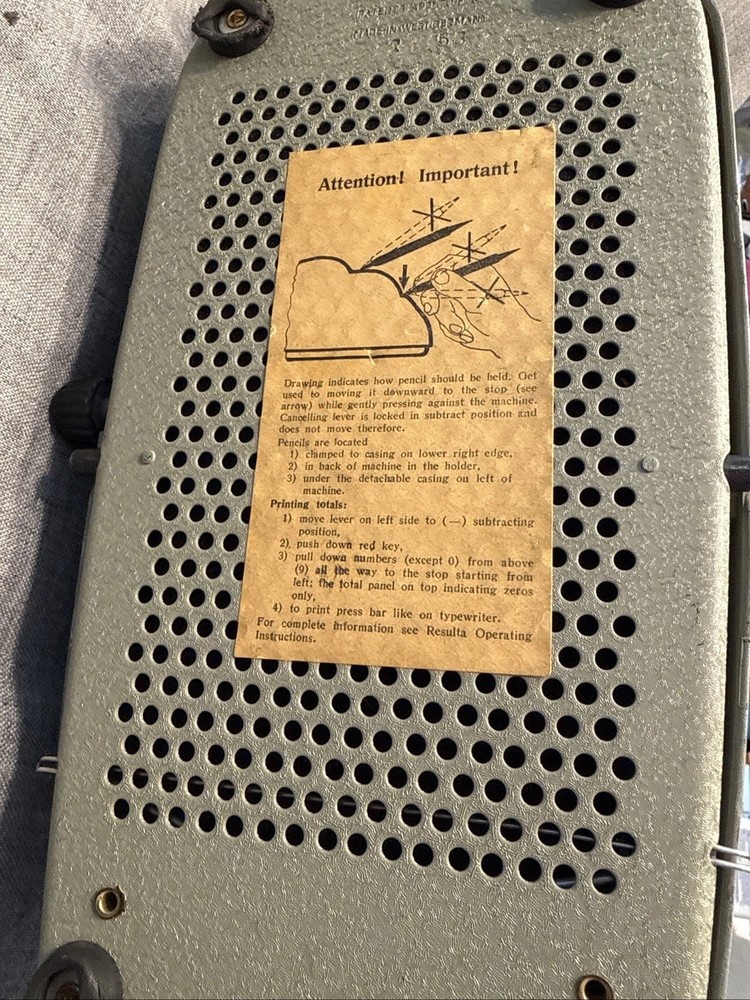 MADE IN WEST GERMANY
Attention! Important!
Drawing indicates how pencil should be held. Get
used to moving it downward to the stop (see
arrow) while gently pressing against the machine.
Cancelling lever is locked in subtract position and
does not move therefore.
Pencils are located
1) clamped to casing on lower right edge,
2) in back of machine in the holder,
3) under the detachable casing on left of
machine.
Printing totals:
1) move lever on left side to (—) subtracting
position,
2) push down red key,
3) pull down numbers (except 0) from above
(9) all the way to the stop starting from
left; the total panel on top indicating zeros
only,
4) to print press bar like on typewriter.
For complete information see Resulta Operating
Instructions.